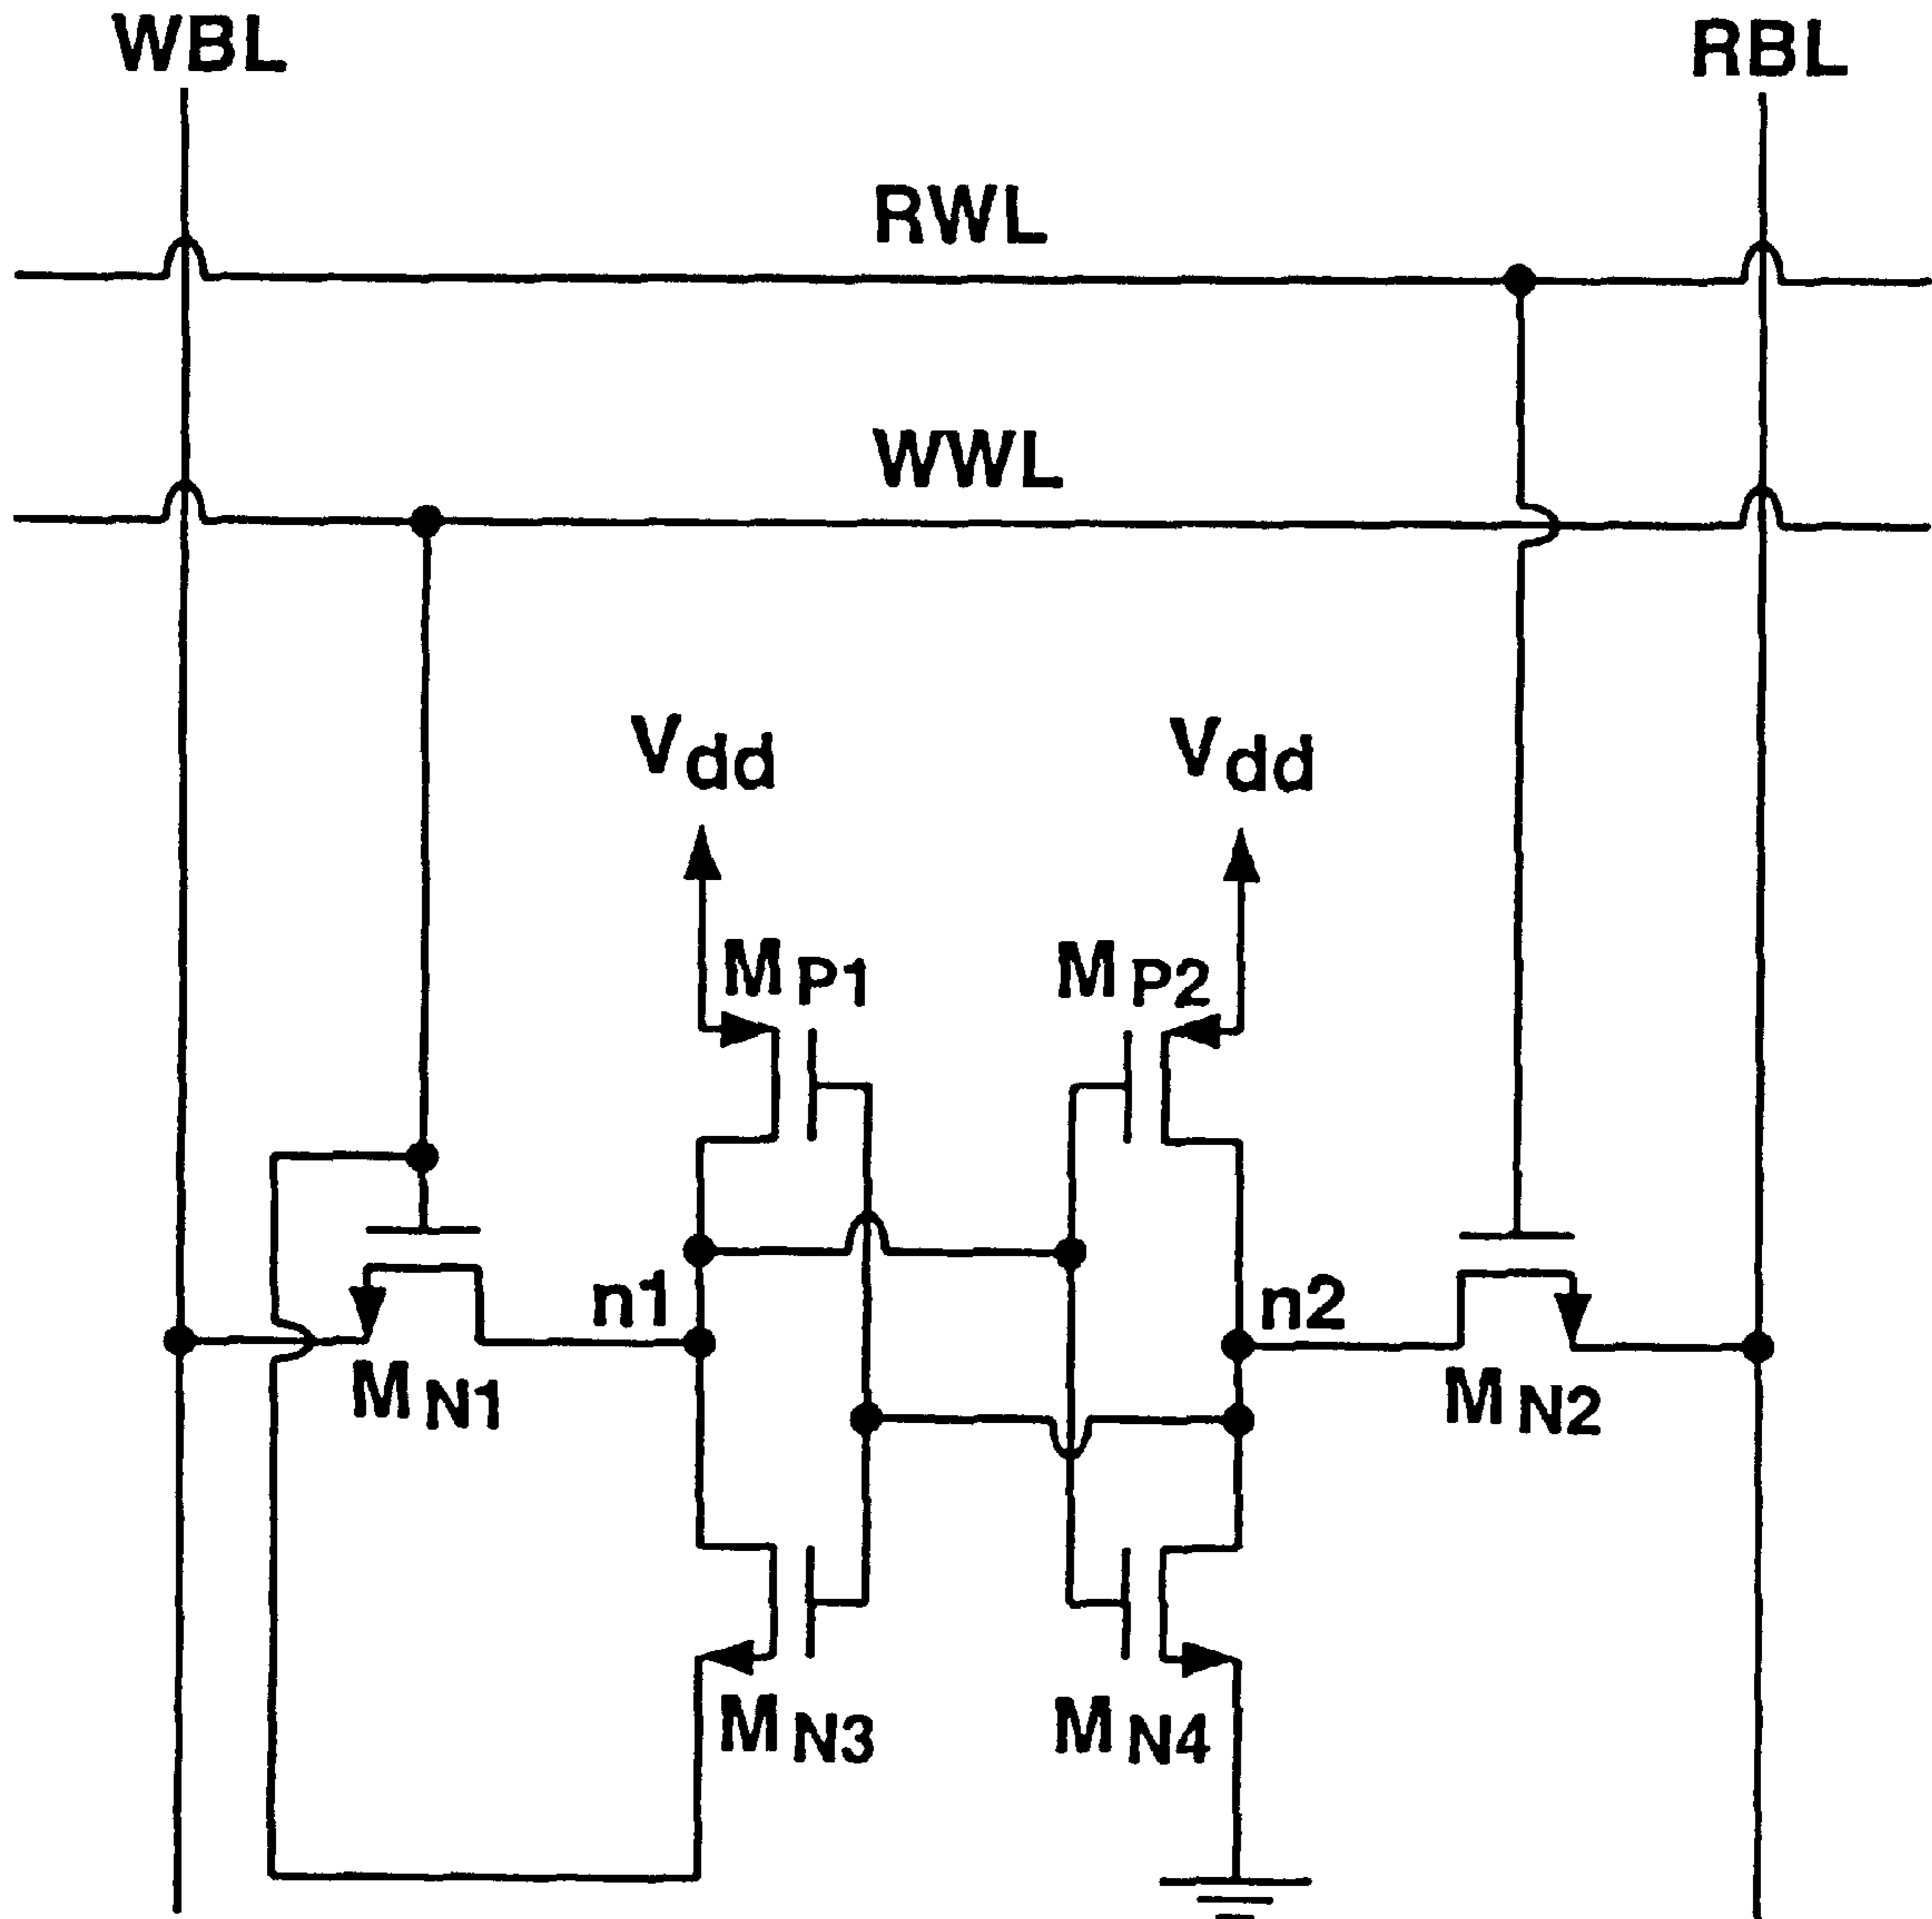 WBL RBL
RWL
WWL
Vdd Vdd
MP1 MP2
n1 n2
MN1 MN2
MN3 MN4